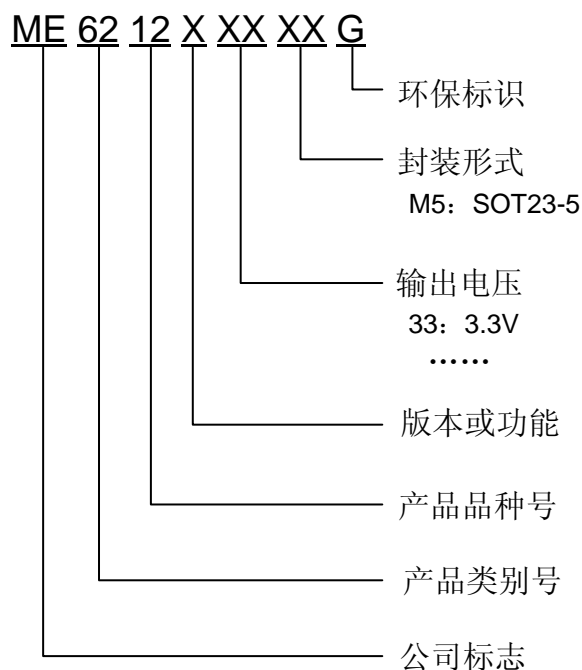 ME 62 12 X XX XX G
环保标识
封装形式
M5：SOT23-5
输出电压
33：3.3V
……
版本或功能
产品品种号
产品类别号
公司标志